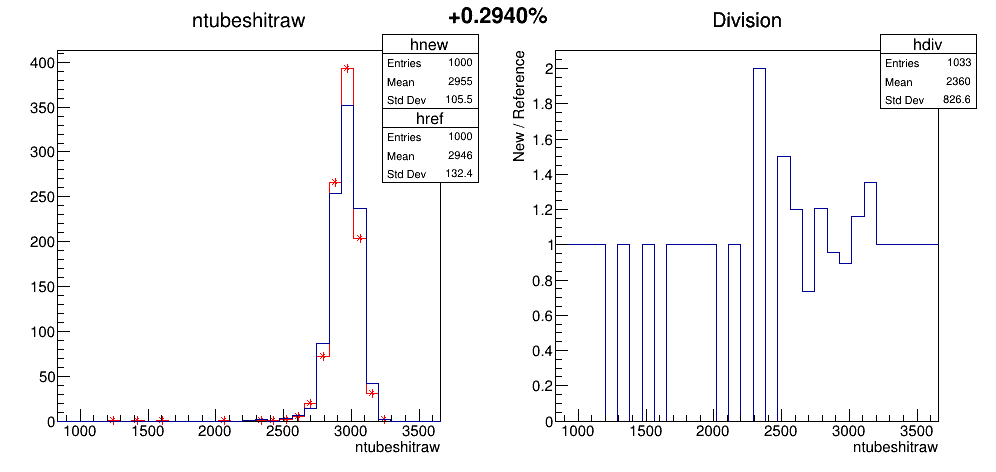 +0.2940%
ntubeshitraw
hnew
Entries 1000
Mean 2955
Std Dev 105.5
href
Entries 1000
Mean 2946
Std Dev 132.4
400
350
300
250
200
150
100
50
0
1000 1500 2000 2500 3000 3500
ntubeshitraw
Division
hdiv
Entries 1033
Mean 2360
Std Dev 826.6
New / Reference
2
1.8
1.6
1.4
1.2
1
0.8
0.6
0.4
0.2
0
1000 1500 2000 2500 3000 3500
ntubeshitraw